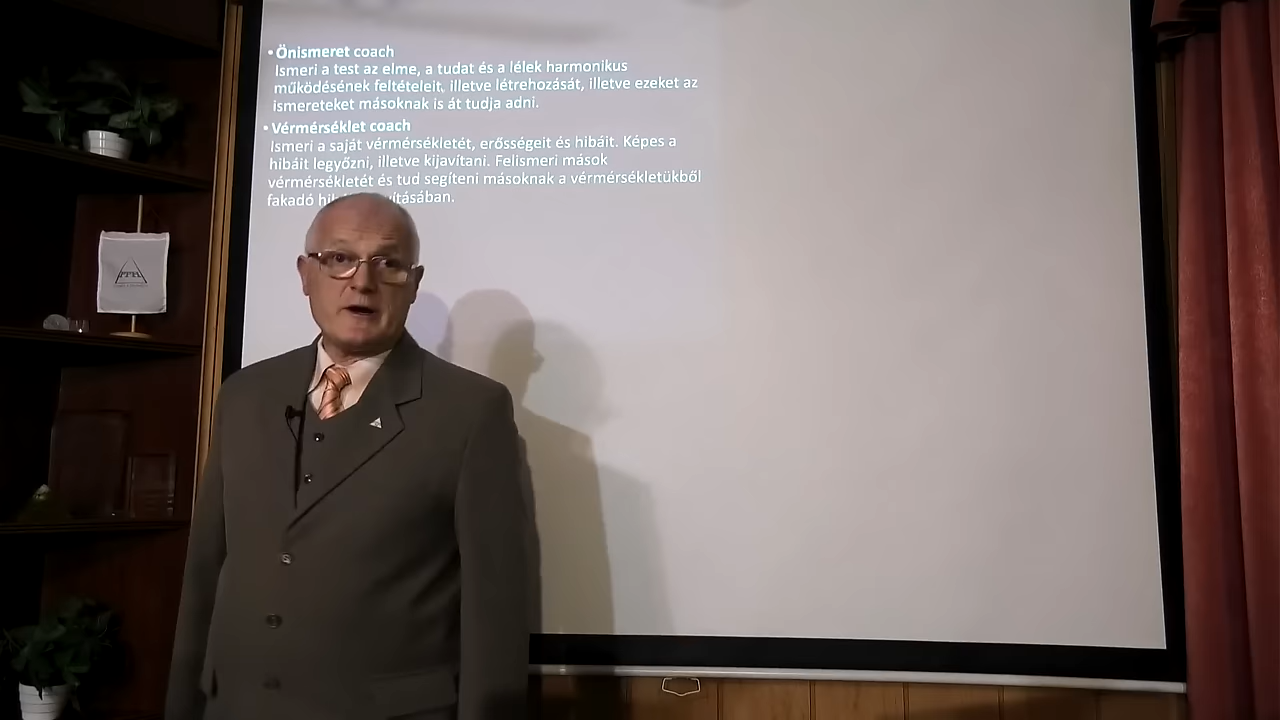 • Önismeret coach
Ismeri a test az elme, a tudat és a lélek harmonikus
működésének feltételeit, illetve létrehozását, illetve ezeket az
ismereteket másoknak is át tudja adni.
• Vérmérséklet coach
Ismeri a saját vérmérsékletét, erősségeit és hibáit. Képes a
hibáit legyőzni, illetve kijavítani. Felismeri mások
vérmérsékletét és tud segíteni másoknak a vérmérsékletükből
fakadó